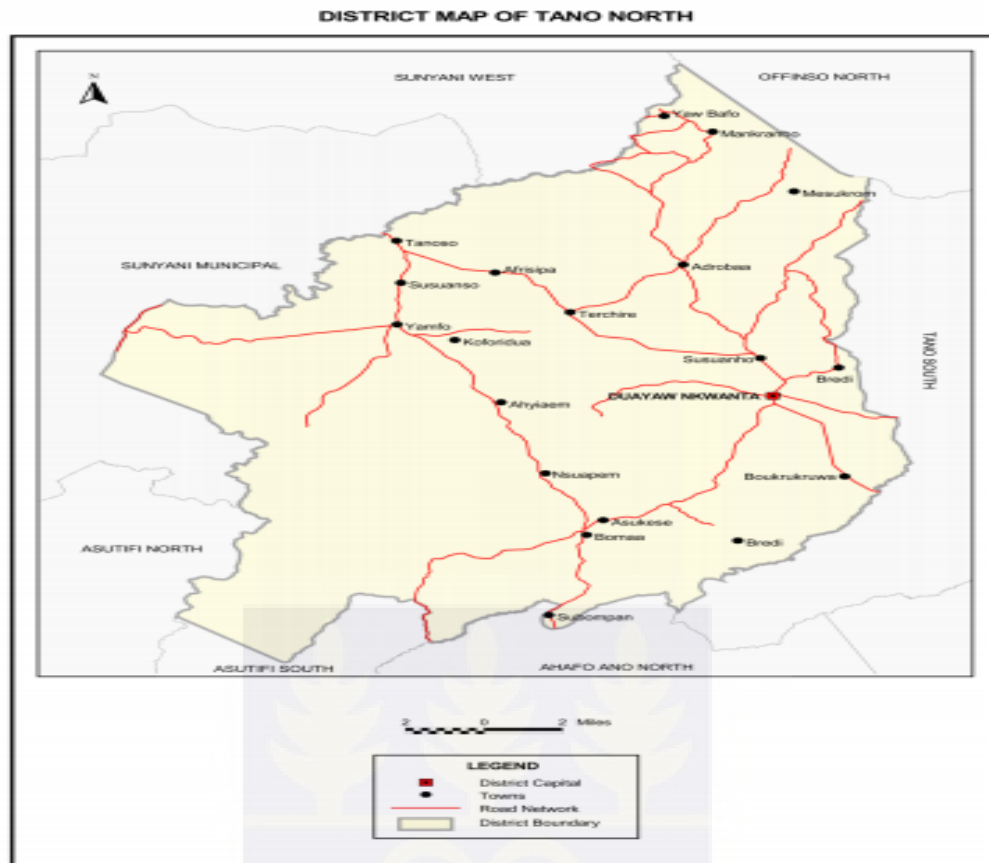 DISTRICT MAP OF TANO NORTH
SUNYANI WEST
OFFINSO NORTH
N
Yaw Bafo
Mankranso
Mesukrom
Tanoso
SUNYANI MUNICIPAL
Afrisipa
Adrobaa
Susuanso
Terchire
Yamfo
Koforidua
Susuanho
TANO SOUTH
Bredi
DUAYAW NKWANTA
Ahyiaem
Nsuapem
Boukrukruwa
Asukese
Bomaa
Bredi
ASUTIFI NORTH
Subompan
ASUTIFI SOUTH
AHAFO ANO NORTH
2 0 2 Miles
LEGEND
District Capital
Towns
Road Network
District Boundary